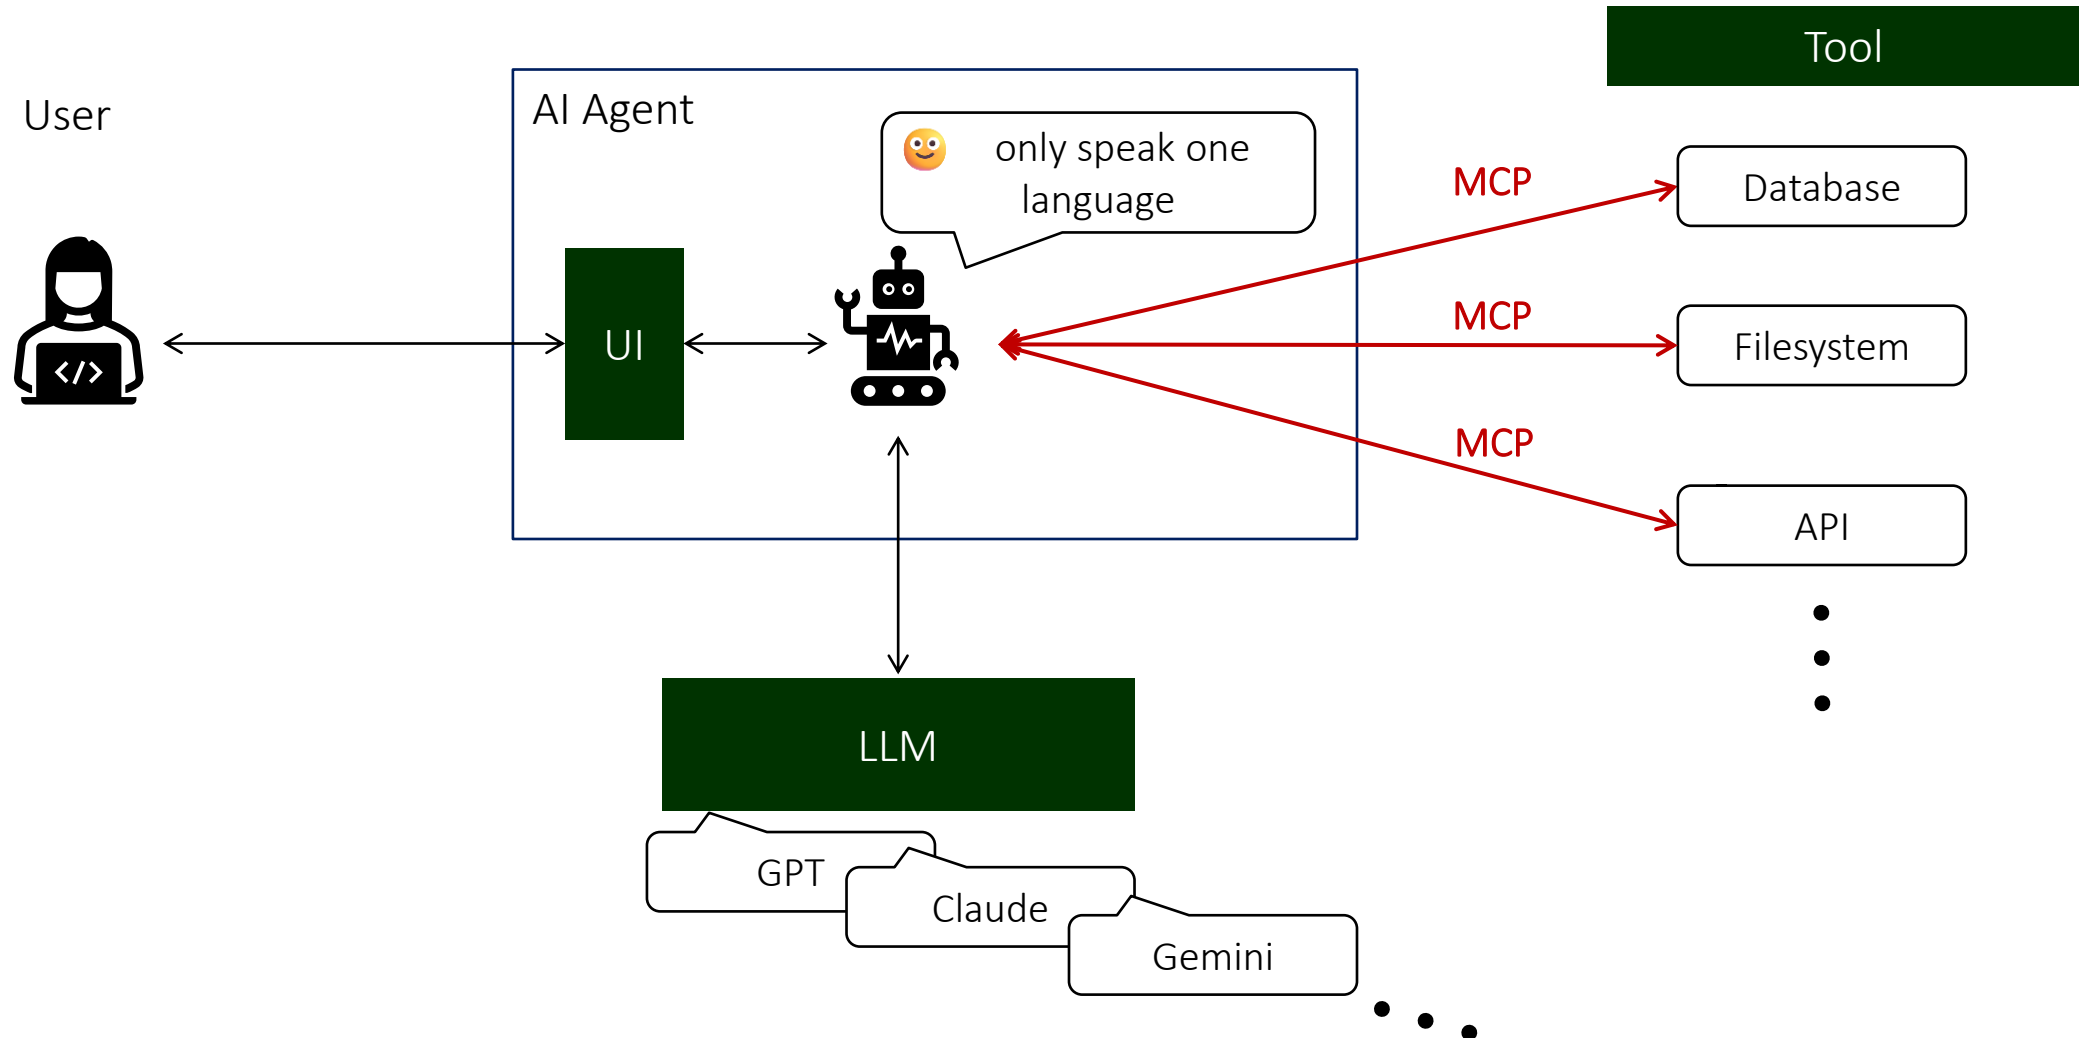 Tool
User
AI Agent
only speak one
language
MCP
Database
UI
</>
MCP
Filesystem
MCP
API
LLM
GPT
Claude
Gemini